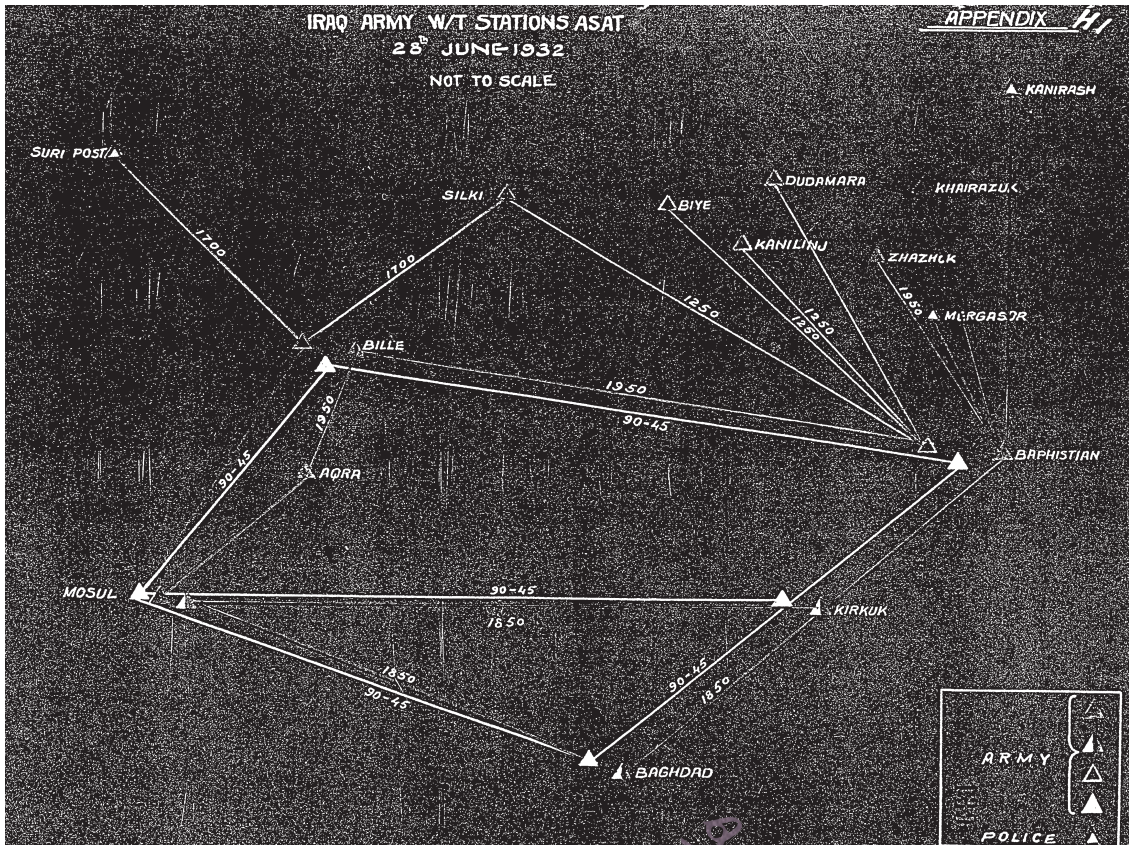 IRAQ ARMY W/T STATIONS AS AT
APPENDIX H1
28th JUNE 1932
NOT TO SCALE
KANIRASH
SURI POST
SILKI
BIYE
DUDAMARA
KHAIRAZUK
KANILINJ
ZHAZHOK
MERGASOR
1700
1700
1250
1250
1250
1950
BILLE
1950
90-45
1950
90-45
AQRA
BAPHISTIAN
MOSUL
90-45
1850
KIRKUK
1850
90-45
90-45
1850
BAGHDAD
ARMY
POLICE